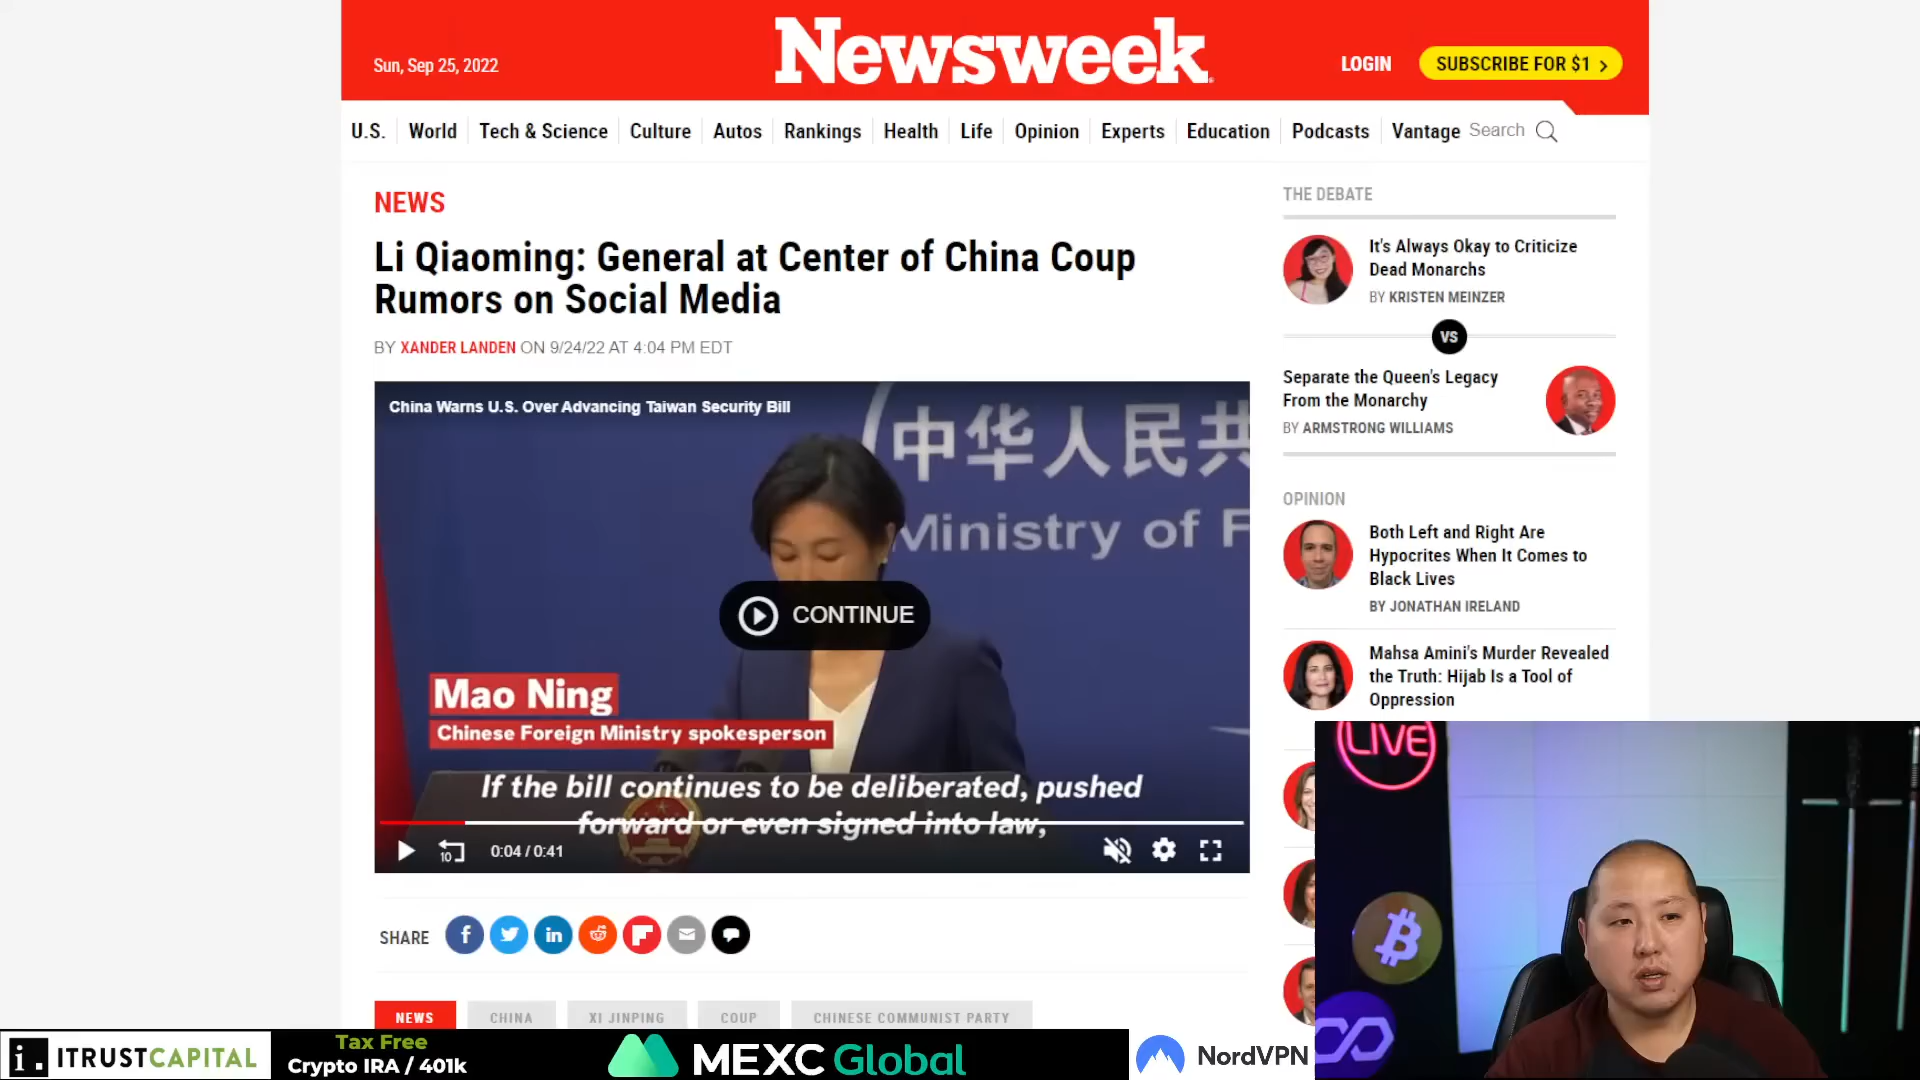 Newsweek
Sun, Sep 25, 2022
LOGIN
SUBSCRIBE FOR $1
U.S.
World
Tech & Science
Culture
Autos
Rankings
Health
Life
Opinion
Experts
Education
Podcasts
Vantage
Search
NEWS
Li Qiaoming: General at Center of China Coup
Rumors on Social Media
BY XANDER LANDEN ON 9/24/22 AT 4:04 PM EDT
China Warns U.S. Over Advancing Taiwan Security Bill
中华人民共
Ministry of F
CONTINUE
Mao Ning
Chinese Foreign Ministry spokesperson
If the bill continues to be deliberated, pushed
forward or even signed into law,
10
0:04 / 0:41
SHARE
NEWS
CHINA
XI JINPING
COUP
CHINESE COMMUNIST PARTY
THE DEBATE
It's Always Okay to Criticize
Dead Monarchs
BY KRISTEN MEINZER
VS
Separate the Queen's Legacy
From the Monarchy
BY ARMSTRONG WILLIAMS
OPINION
Both Left and Right Are
Hypocrites When It Comes to
Black Lives
BY JONATHAN IRELAND
Mahsa Amini's Murder Revealed
the Truth: Hijab Is a Tool of
Oppression
LIVE
i. ITRUSTCAPITAL
Tax Free
Crypto IRA / 401k
MEXC Global
NordVPN